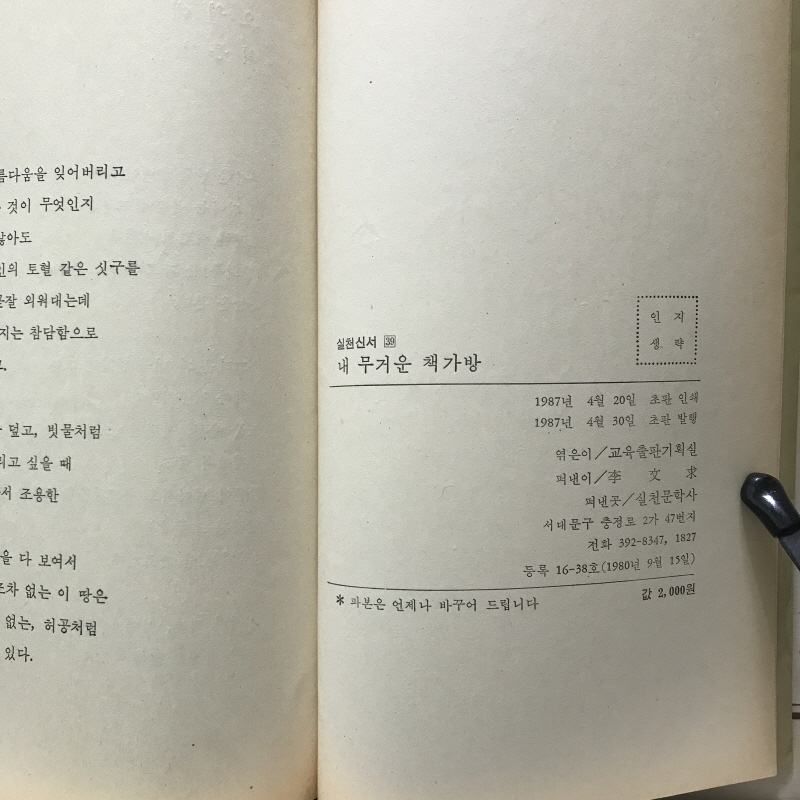 름다움을 잊어버리고
것이 무엇인지
않아도
인의 토혈 같은 싯구를
외워대는데
지는 참담함으로
덮고, 빗물처럼
리고 싶을 때
서 조용한
을 다 보여서
조차 없는 이 땅은
없는, 허공처럼
있다.
인 지
생 략
실천신서 39
내 무거운 책가방
1987년 4월 20일 초판 인쇄
1987년 4월 30일 초판 발행
엮은이/교육출판기획실
펴낸이/李 文 求
펴낸곳/실천문학사
서대문구 충정로 2가 47번지
전화 392-8347, 1827
등록 16-38호(1980년 9월 15일)
* 파본은 언제나 바꾸어 드립니다
값 2,000원